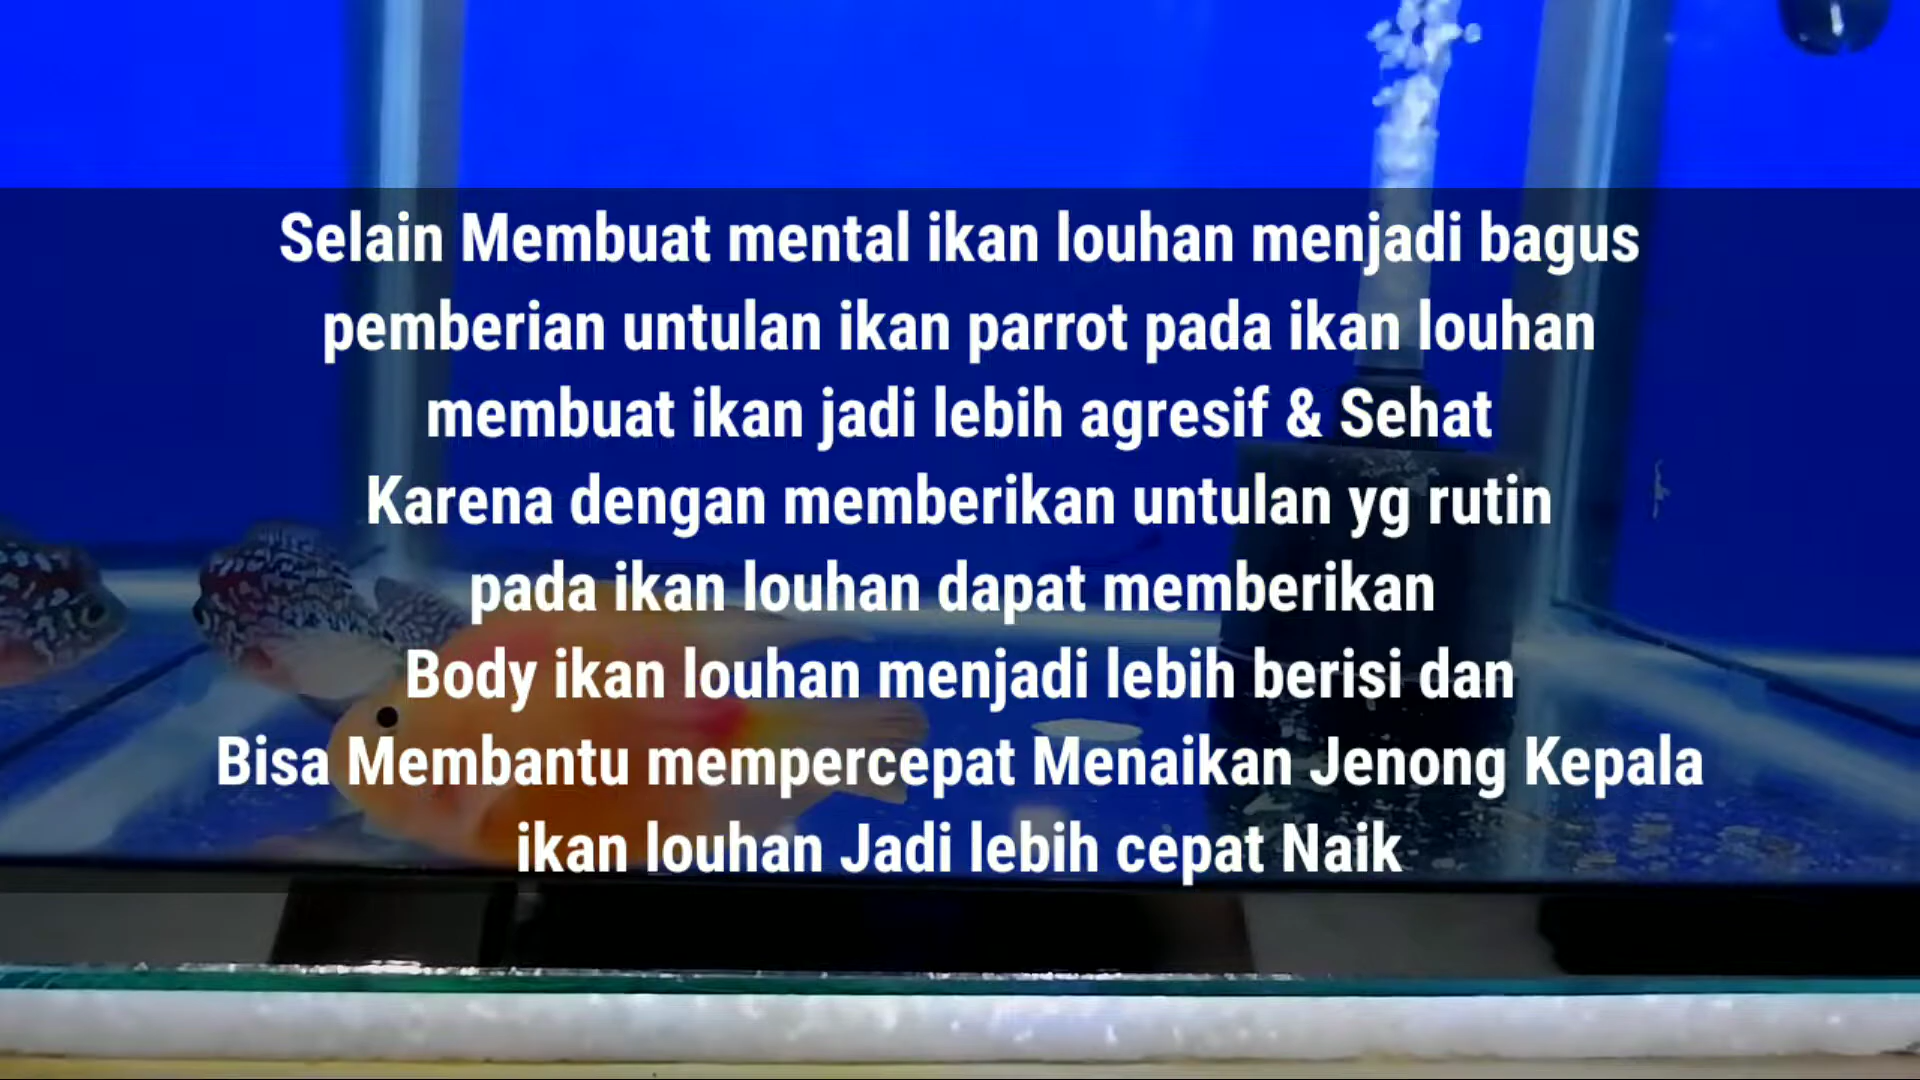 Selain Membuat mental ikan louhan menjadi bagus
pemberian untulan ikan parrot pada ikan louhan
membuat ikan jadi lebih agresif & Sehat
Karena dengan memberikan untulan yg rutin
pada ikan louhan dapat memberikan
Body ikan louhan menjadi lebih berisi dan
Bisa Membantu mempercepat Menaikan Jenong Kepala
ikan louhan Jadi lebih cepat Naik